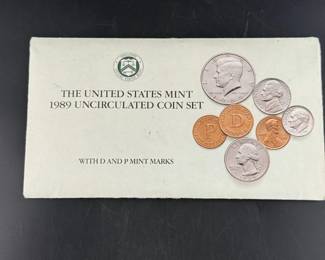 THE UNITED STATES MINT
1989 UNCIRCULATED COIN SET
P
D
WITH D AND P MINT MARKS